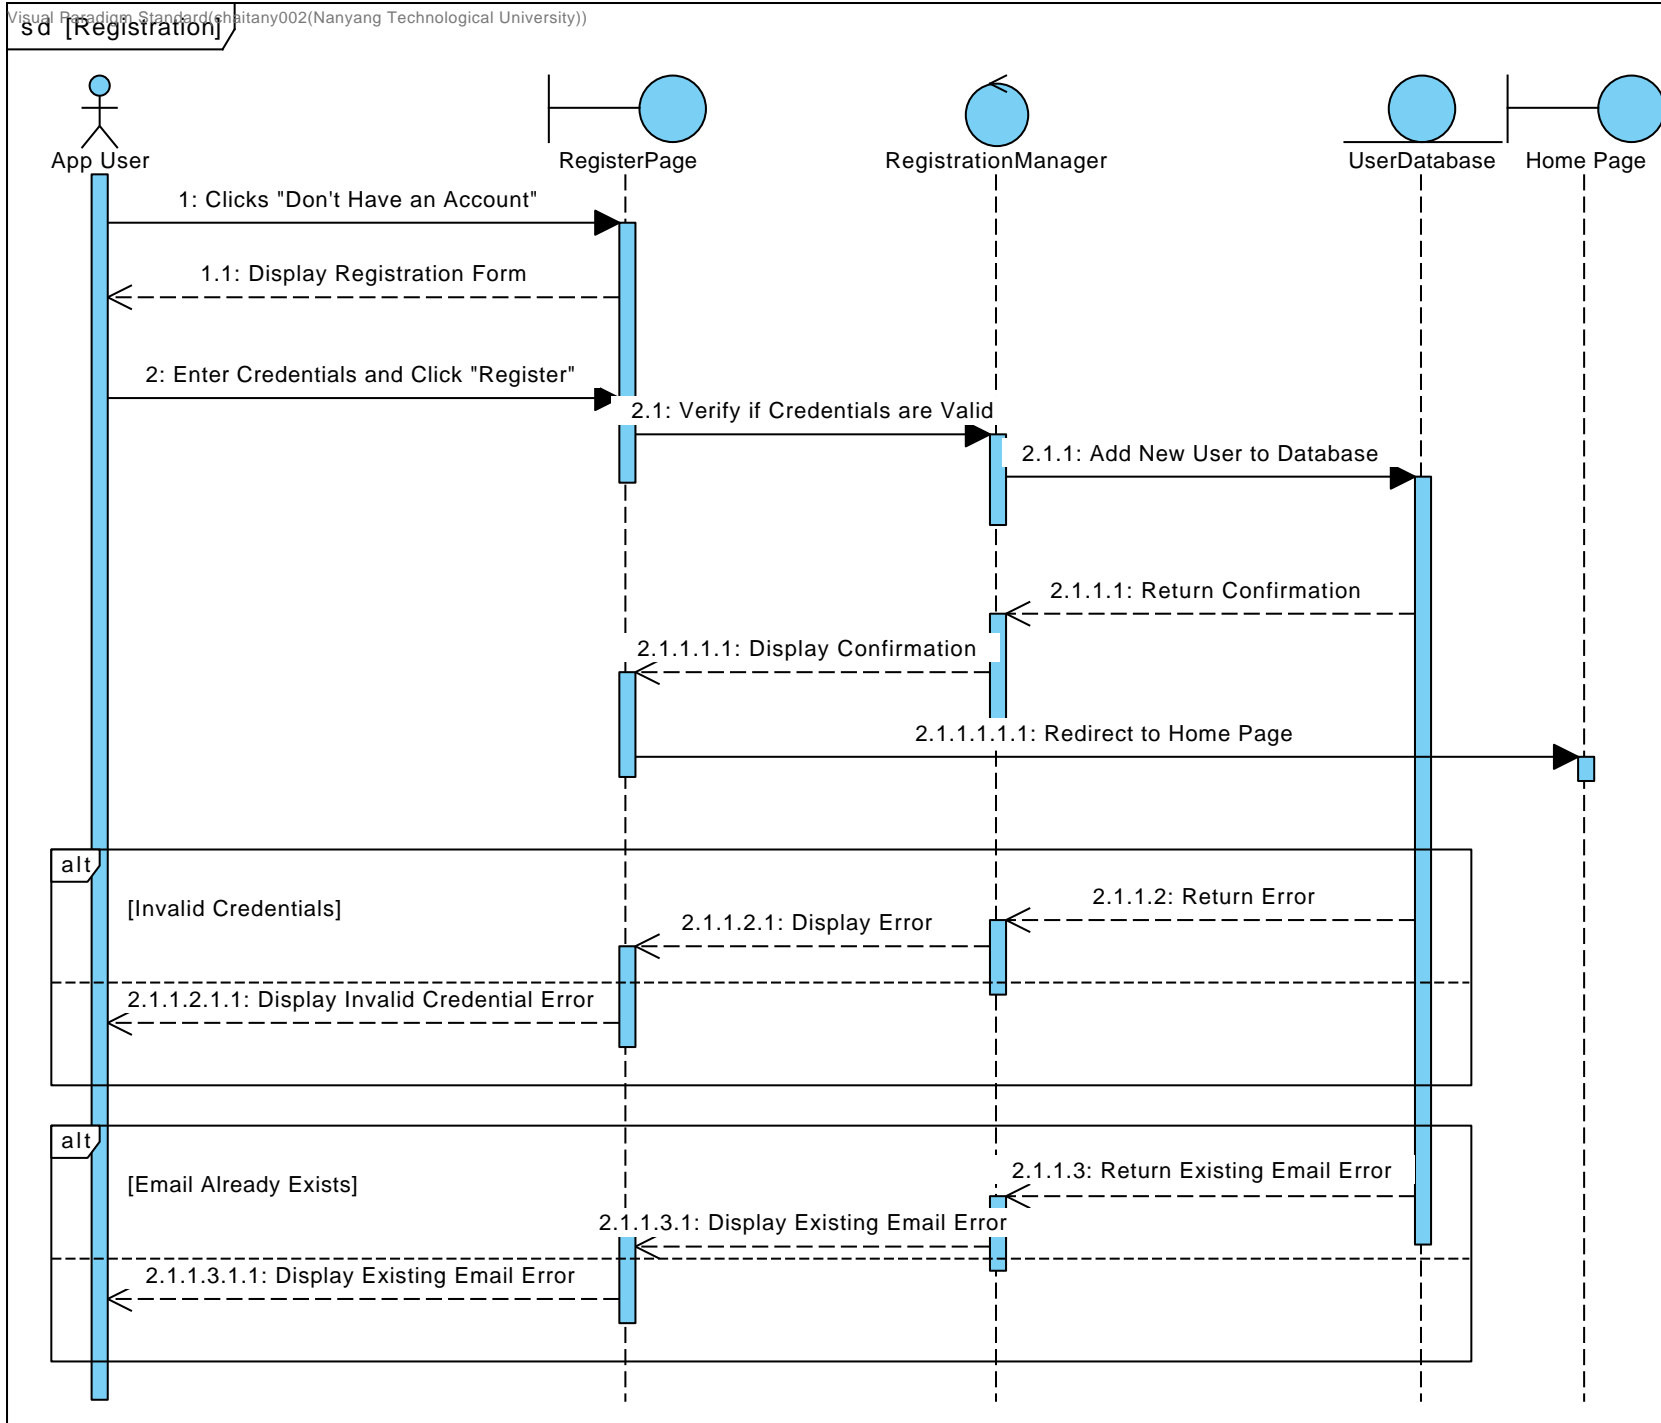 Visual Paradigm Standard(chaitany002(Nanyang Technological University))
sd [Registration]
App User
RegisterPage
RegistrationManager
UserDatabase
Home Page
1: Clicks "Don't Have an Account"
1.1: Display Registration Form
2: Enter Credentials and Click "Register"
2.1: Verify if Credentials are Valid
2.1.1: Add New User to Database
2.1.1.1: Return Confirmation
2.1.1.1.1: Display Confirmation
2.1.1.1.1.1: Redirect to Home Page
alt
[Invalid Credentials]
2.1.1.2: Return Error
2.1.1.2.1: Display Error
2.1.1.2.1.1: Display Invalid Credential Error
alt
[Email Already Exists]
2.1.1.3: Return Existing Email Error
2.1.1.3.1: Display Existing Email Error
2.1.1.3.1.1: Display Existing Email Error